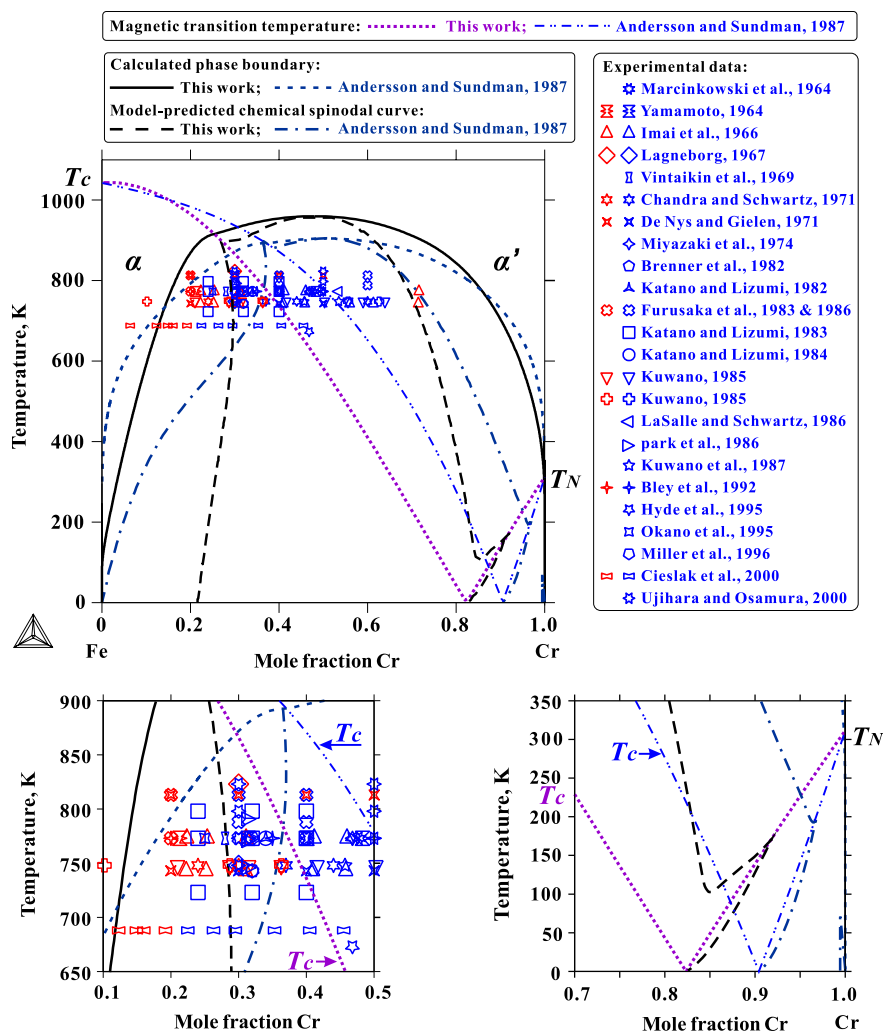 Magnetic transition temperature: This work; Andersson and Sundman, 1987
Calculated phase boundary:
This work; Andersson and Sundman, 1987
Model-predicted chemical spinodal curve:
This work; Andersson and Sundman, 1987
Experimental data:
Marcinkowski et al., 1964
Yamamoto, 1964
Imai et al., 1966
Lagneborg, 1967
Vintaikin et al., 1969
Chandra and Schwartz, 1971
De Nys and Gielen, 1971
Miyazaki et al., 1974
Brenner et al., 1982
Katano and Lizumi, 1982
Furusaka et al., 1983 & 1986
Katano and Lizumi, 1983
Katano and Lizumi, 1984
Kuwano, 1985
Kuwano, 1985
LaSalle and Schwartz, 1986
park et al., 1986
Kuwano et al., 1987
Bley et al., 1992
Hyde et al., 1995
Okano et al., 1995
Miller et al., 1996
Cieslak et al., 2000
Ujihara and Osamura, 2000
Temperature, K
1000
800
600
400
200
0
TC
α
α'
TN
0 0.2 0.4 0.6 0.8 1.0
Fe Cr
Mole fraction Cr
Temperature, K
900
850
800
750
700
650
Tc
Tc
0.1 0.2 0.3 0.4 0.5
Mole fraction Cr
Temperature, K
350
300
250
200
150
100
50
0
Tc
Tc
TN
0.7 0.8 0.9 1.0
Mole fraction Cr Cr